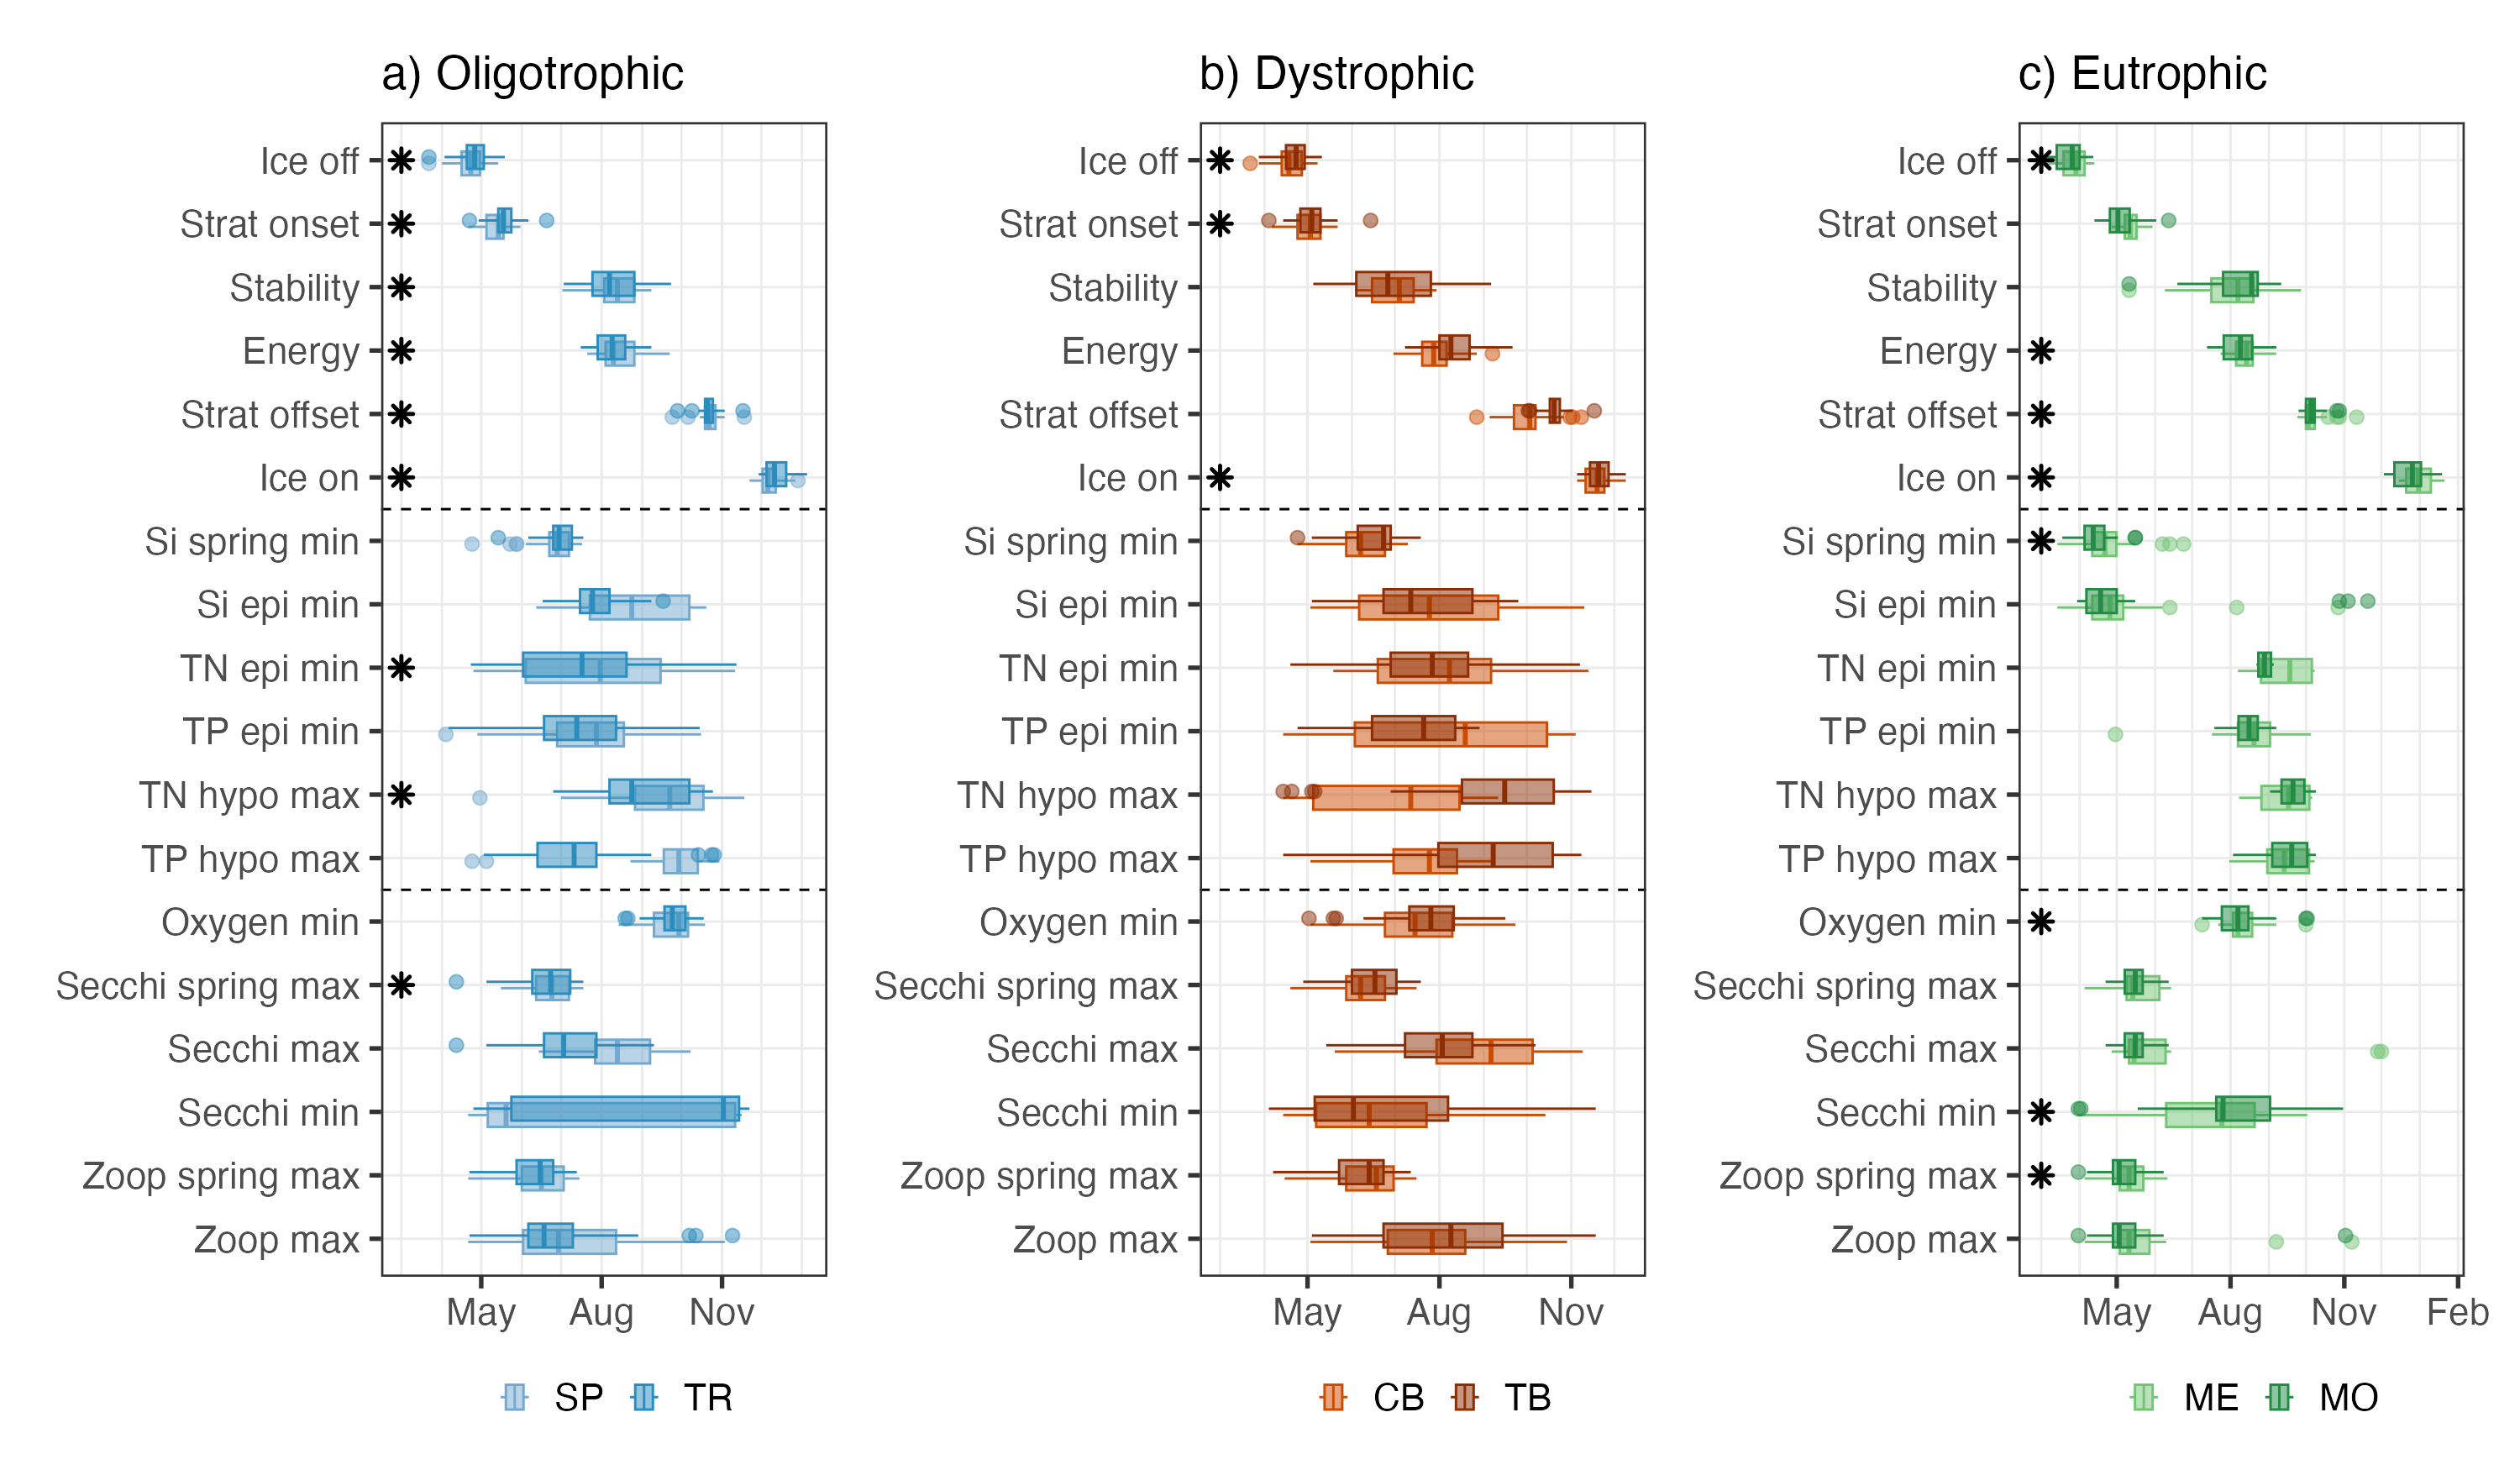 a) Oligotrophic
Ice off
Strat onset
Stability
Energy
Strat offset
Ice on
Si spring min
Si epi min
TN epi min
TP epi min
TN hypo max
TP hypo max
Oxygen min
Secchi spring max
Secchi max
Secchi min
Zoop spring max
Zoop max
May Aug Nov
SP TR
b) Dystrophic
Ice off
Strat onset
Stability
Energy
Strat offset
Ice on
Si spring min
Si epi min
TN epi min
TP epi min
TN hypo max
TP hypo max
Oxygen min
Secchi spring max
Secchi max
Secchi min
Zoop spring max
Zoop max
May Aug Nov
CB TB
c) Eutrophic
Ice off
Strat onset
Stability
Energy
Strat offset
Ice on
Si spring min
Si epi min
TN epi min
TP epi min
TN hypo max
TP hypo max
Oxygen min
Secchi spring max
Secchi max
Secchi min
Zoop spring max
Zoop max
May Aug Nov Feb
ME MO